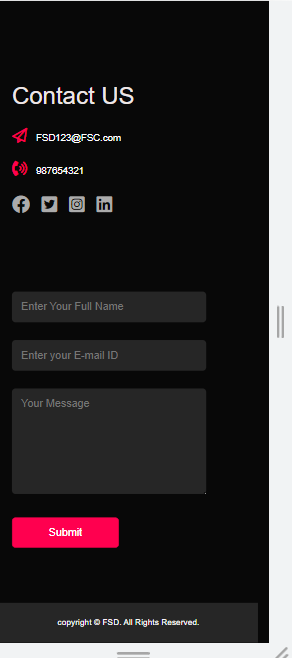 Contact US
FSD123@FSC.com
987654321
Enter Your Full Name
Enter your E-mail ID
Your Message
Submit
copyright © FSD. All Rights Reserved.